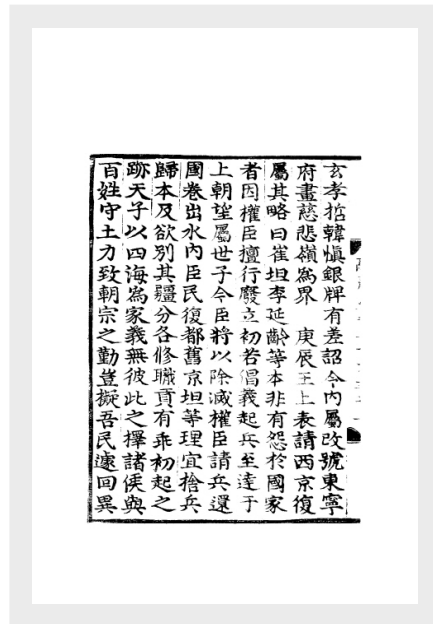 玄孝哲韓愼銀牌有差詔令內屬改號東寧
府畫慈悲嶺爲界　庚辰王上表請西京復
屬其略曰崔坦李延齡等本非有怨於國家
者因權臣擅行廢立初若倡義起兵至達于
上朝望屬世子令臣將以除滅權臣請兵還
國卷出水內臣民復都舊京坦等理宜捨兵
歸本及欲別其疆分各修職貢有乖初起之
跡天子以四海爲家義無彼此之擇諸侯與
百姓守土力致朝宗之勤豈擬吾民遽回異